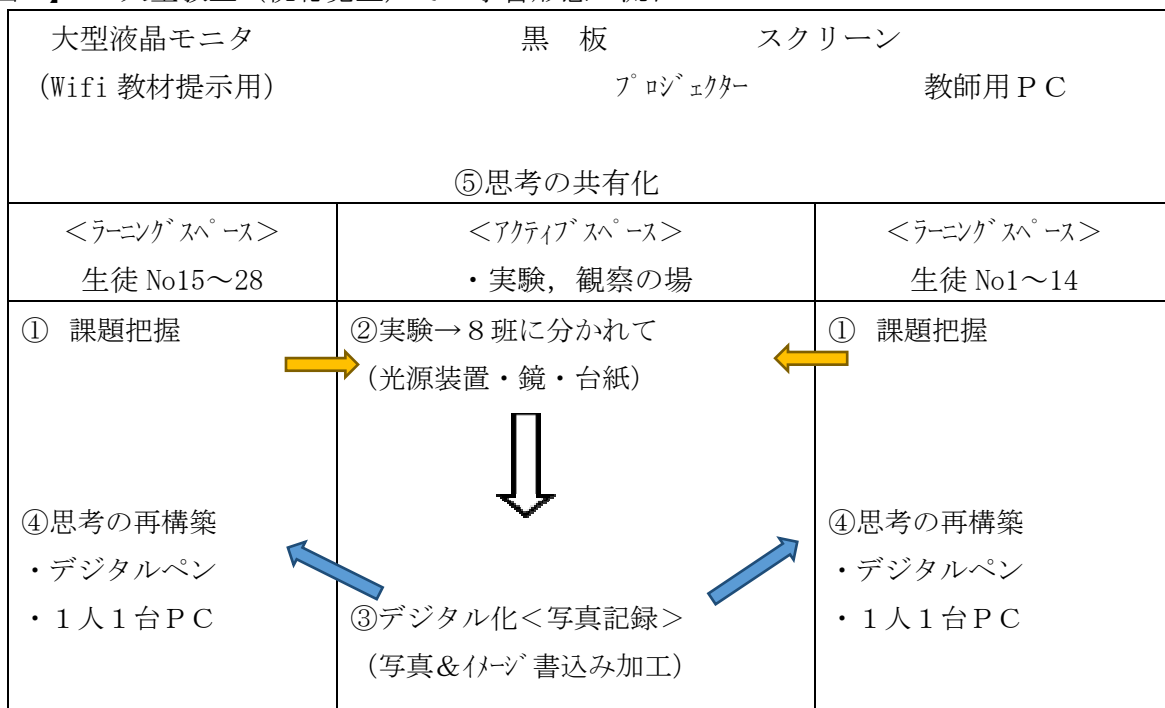 大型液晶モニタ　黒　板　スクリーン
(Wifi 教材提示用)　ﾌﾟﾛｼﾞｪｸﾀｰ　教師用ＰＣ
⑤思考の共有化
＜ﾗｰﾆﾝｸﾞｽﾍﾟｰｽ＞
生徒 No15～28
＜ｱｸﾃｨﾌﾞｽﾍﾟｰｽ＞
・実験，観察の場
＜ﾗｰﾆﾝｸﾞｽﾍﾟｰｽ＞
生徒 No1～14
①　課題把握
④思考の再構築
・デジタルペン
・１人１台ＰＣ
②実験→８班に分かれて
(光源装置・鏡・台紙)
③デジタル化＜写真記録＞
(写真＆ｲﾒｰｼﾞ書込み加工)
①　課題把握
④思考の再構築
・デジタルペン
・１人１台ＰＣ